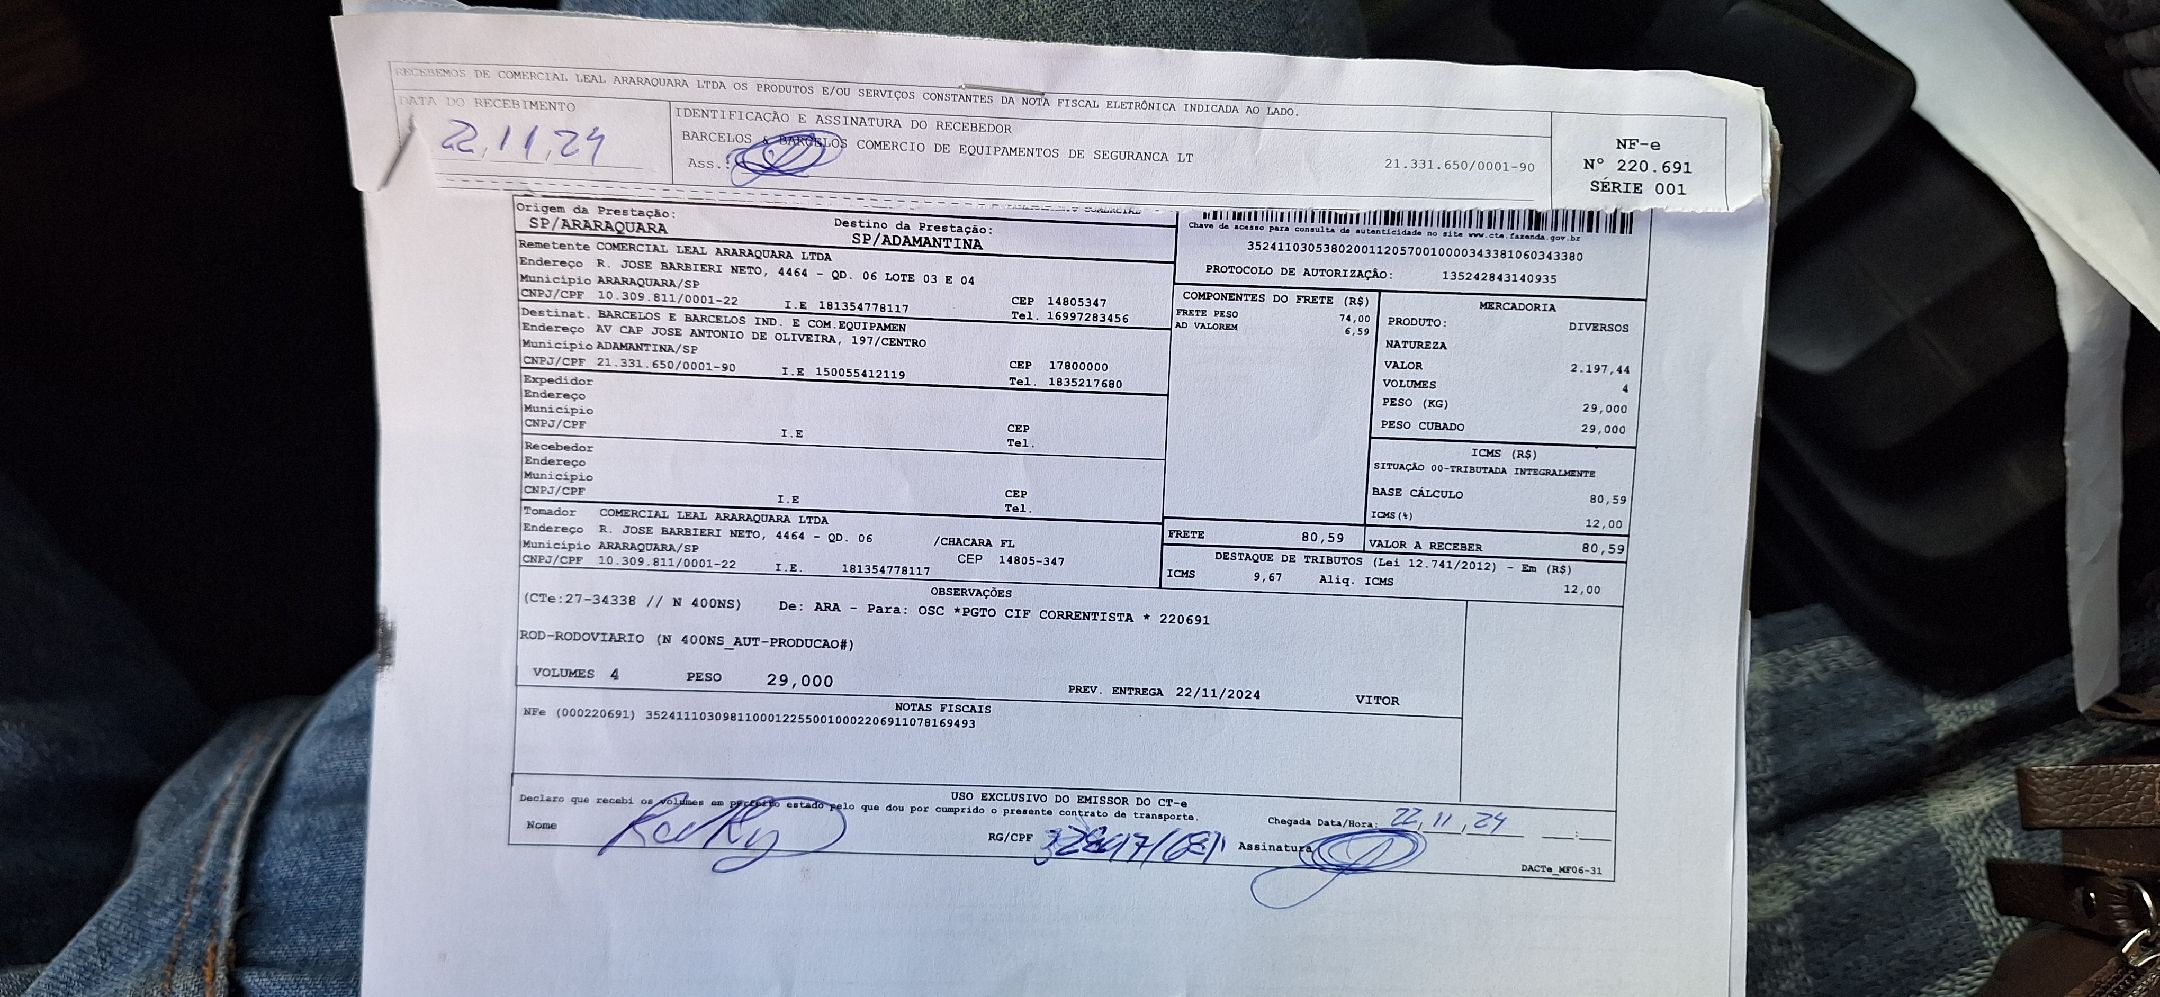 RECEBEMOS DE COMERCIAL LEAL ARARAQUARA LTDA OS PRODUTOS E/OU SERVIÇOS CONSTANTES DA NOTA FISCAL ELETRÔNICA INDICADA AO LADO.
DATA DO RECEBIMENTO
22,11,24
IDENTIFICAÇÃO E ASSINATURA DO RECEBEDOR
BARCELOS & BARCELOS COMERCIO DE EQUIPAMENTOS DE SEGURANCA LT
Ass.: 21.331.650/0001-90
NF-e
Nº 220.691
SÉRIE 001
Origem da Prestação:
SP/ARARAQUARA
Destino da Prestação:
SP/ADAMANTINA
Chave de acesso para consulta de autenticidade no site www.cte.fazenda.gov.br
35241103053802001120570010000343381060343380
PROTOCOLO DE AUTORIZAÇÃO: 135242843140935
Remetente COMERCIAL LEAL ARARAQUARA LTDA
Endereço R. JOSE BARBIERI NETO, 4464 - QD. 06 LOTE 03 E 04
Município ARARAQUARA/SP CEP 14805347
CNPJ/CPF 10.309.811/0001-22 I.E 181354778117 Tel. 16997283456
Destinat. BARCELOS E BARCELOS IND. E COM.EQUIPAMEN
Endereço AV CAP JOSE ANTONIO DE OLIVEIRA, 197/CENTRO
Município ADAMANTINA/SP CEP 17800000
CNPJ/CPF 21.331.650/0001-90 I.E 150055412119 Tel. 1835217680
Expedidor
Endereço
Município CEP
CNPJ/CPF I.E Tel.
Recebedor
Endereço
Município CEP
CNPJ/CPF I.E Tel.
Tomador COMERCIAL LEAL ARARAQUARA LTDA
Endereço R. JOSE BARBIERI NETO, 4464 - QD. 06 /CHACARA FL
Município ARARAQUARA/SP CEP 14805-347
CNPJ/CPF 10.309.811/0001-22 I.E. 181354778117
COMPONENTES DO FRETE (R$)
FRETE PESO 74,00
AD VALOREM 6,59
MERCADORIA
PRODUTO: DIVERSOS
NATUREZA
VALOR 2.197,44
VOLUMES 4
PESO (KG) 29,000
PESO CUBADO 29,000
ICMS (R$)
SITUAÇÃO 00-TRIBUTADA INTEGRALMENTE
BASE CÁLCULO 80,59
ICMS(%) 12,00
FRETE 80,59
VALOR A RECEBER 80,59
DESTAQUE DE TRIBUTOS (Lei 12.741/2012) - Em (R$)
ICMS 9,67 Aliq. ICMS 12,00
OBSERVAÇÕES
(CTe:27-34338 // N 400NS) De: ARA - Para: OSC *PGTO CIF CORRENTISTA * 220691
ROD-RODOVIARIO (N 400NS_AUT-PRODUCAO#)
VOLUMES 4 PESO 29,000 PREV. ENTREGA 22/11/2024 VITOR
NOTAS FISCAIS
NFe (000220691) 35241110309811000122550010002206911078169493
USO EXCLUSIVO DO EMISSOR DO CT-e
Declaro que recebi os volumes em perfeito estado pelo que dou por cumprido o presente contrato de transporte.
Chegada Data/Hora: 22,11,24 __:__
Nome RG/CPF Assinatura
DACTe_MF06-31